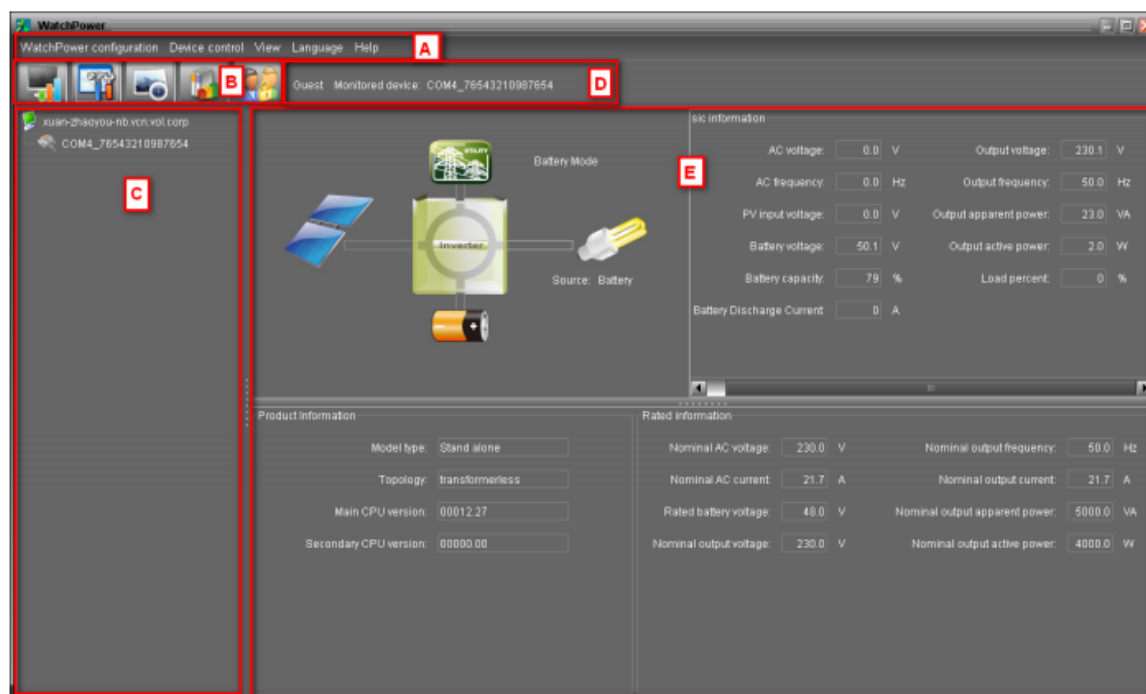 WatchPower
WatchPower configuration Device control View Language Help
A
B
Guest Monitored device: COM4_76543210987654
D
xuan-zhaoyou-nb.vcn.vol.corp
COM4_76543210987654
C
UTILITY
Battery Mode
Inverter
Source: Battery
E
sic information
AC voltage: 0.0 V Output voltage: 230.1 V
AC frequency: 0.0 Hz Output frequency: 50.0 Hz
PV input voltage: 0.0 V Output apparent power: 23.0 VA
Battery voltage: 50.1 V Output active power: 2.0 W
Battery capacity: 79 % Load percent: 0 %
Battery Discharge Current: 0 A
Product Information
Model type: Stand alone
Topology: transformerless
Main CPU version: 00012.27
Secondary CPU version: 00000.00
Rated Information
Nominal AC voltage: 230.0 V Nominal output frequency: 50.0 Hz
Nominal AC current: 21.7 A Nominal output current: 21.7 A
Rated battery voltage: 48.0 V Nominal output apparent power: 5000.0 VA
Nominal output voltage: 230.0 V Nominal output active power: 4000.0 W